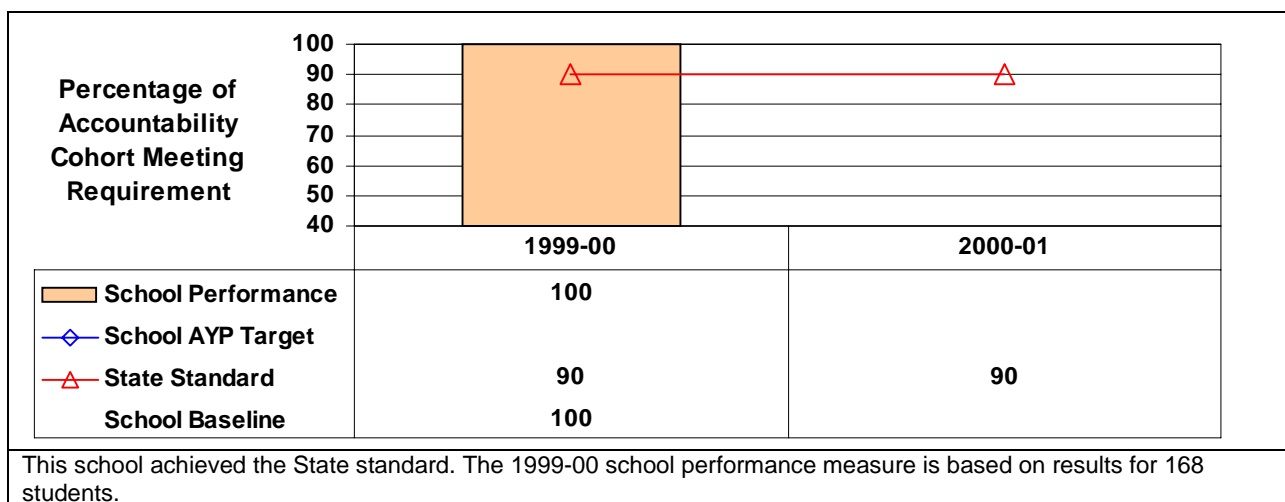 Percentage of
Accountability
Cohort Meeting
Requirement
100
90
80
70
60
50
40
1999-00 2000-01
School Performance 100
School AYP Target
State Standard 90 90
School Baseline 100
This school achieved the State standard. The 1999-00 school performance measure is based on results for 168
students.